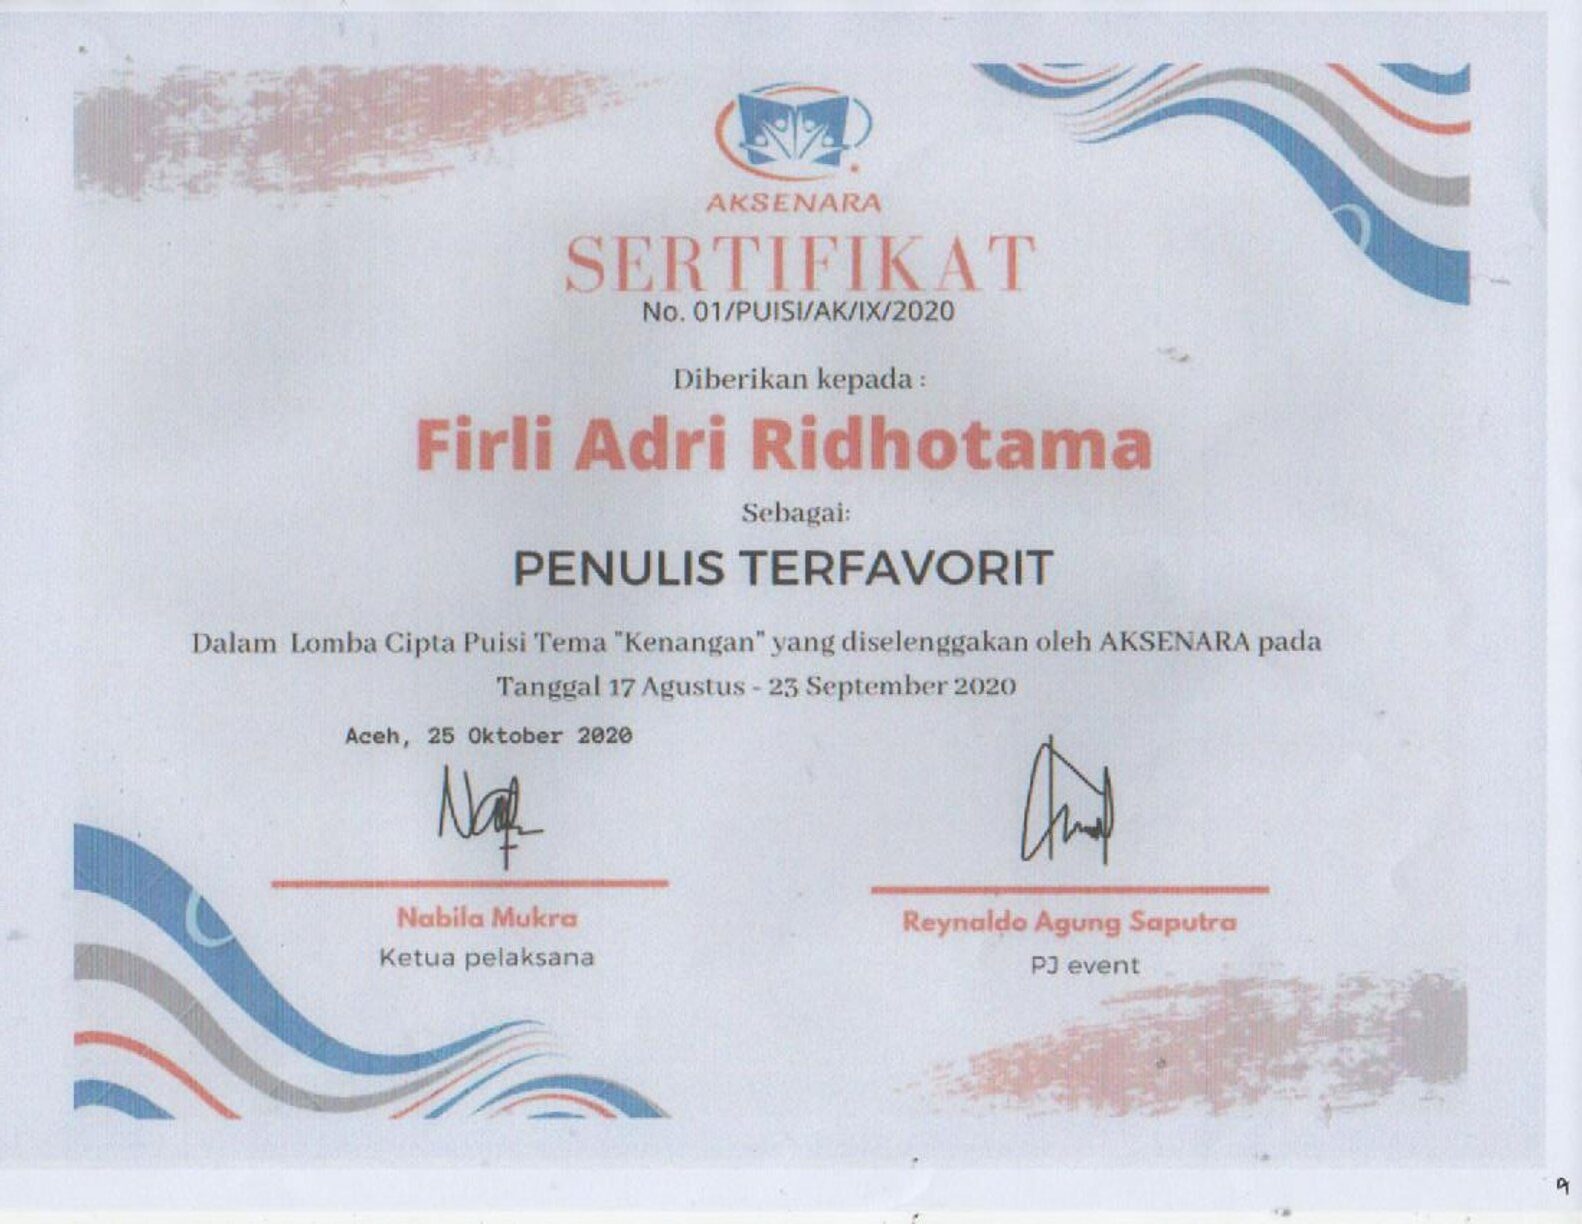 AKSENARA
SERTIFIKAT
No. 01/PUISI/AK/IX/2020
Diberikan kepada :
Firli Adri Ridhotama
Sebagai:
PENULIS TERFAVORIT
Dalam Lomba Cipta Puisi Tema "Kenangan" yang diselenggakan oleh AKSENARA pada
Tanggal 17 Agustus - 23 September 2020
Aceh, 25 Oktober 2020
Nabila Mukra
Ketua pelaksana
Reynaldo Agung Saputra
PJ event